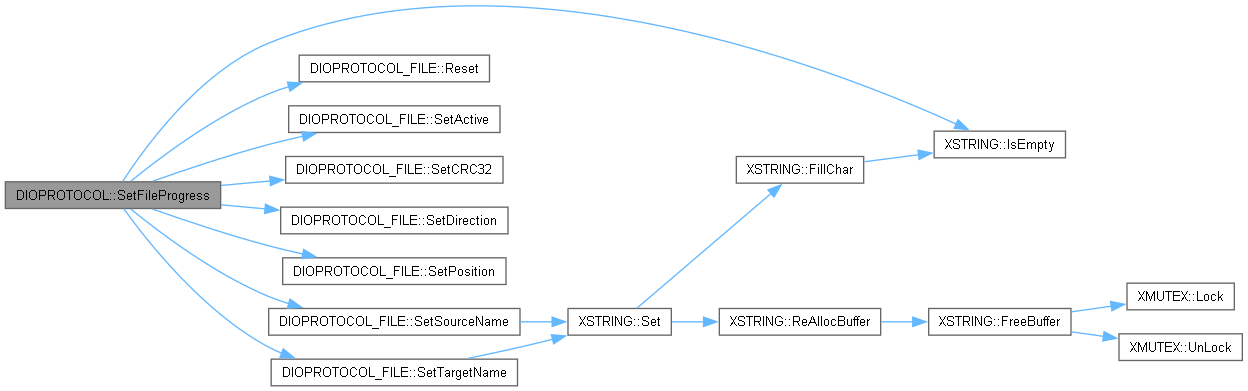 DIOPROTOCOL::SetFileProgress
DIOPROTOCOL_FILE::Reset
DIOPROTOCOL_FILE::SetActive
DIOPROTOCOL_FILE::SetCRC32
DIOPROTOCOL_FILE::SetDirection
DIOPROTOCOL_FILE::SetPosition
DIOPROTOCOL_FILE::SetSourceName
DIOPROTOCOL_FILE::SetTargetName
XSTRING::Set
XSTRING::FillChar
XSTRING::ReAllocBuffer
XSTRING::IsEmpty
XSTRING::FreeBuffer
XMUTEX::Lock
XMUTEX::UnLock